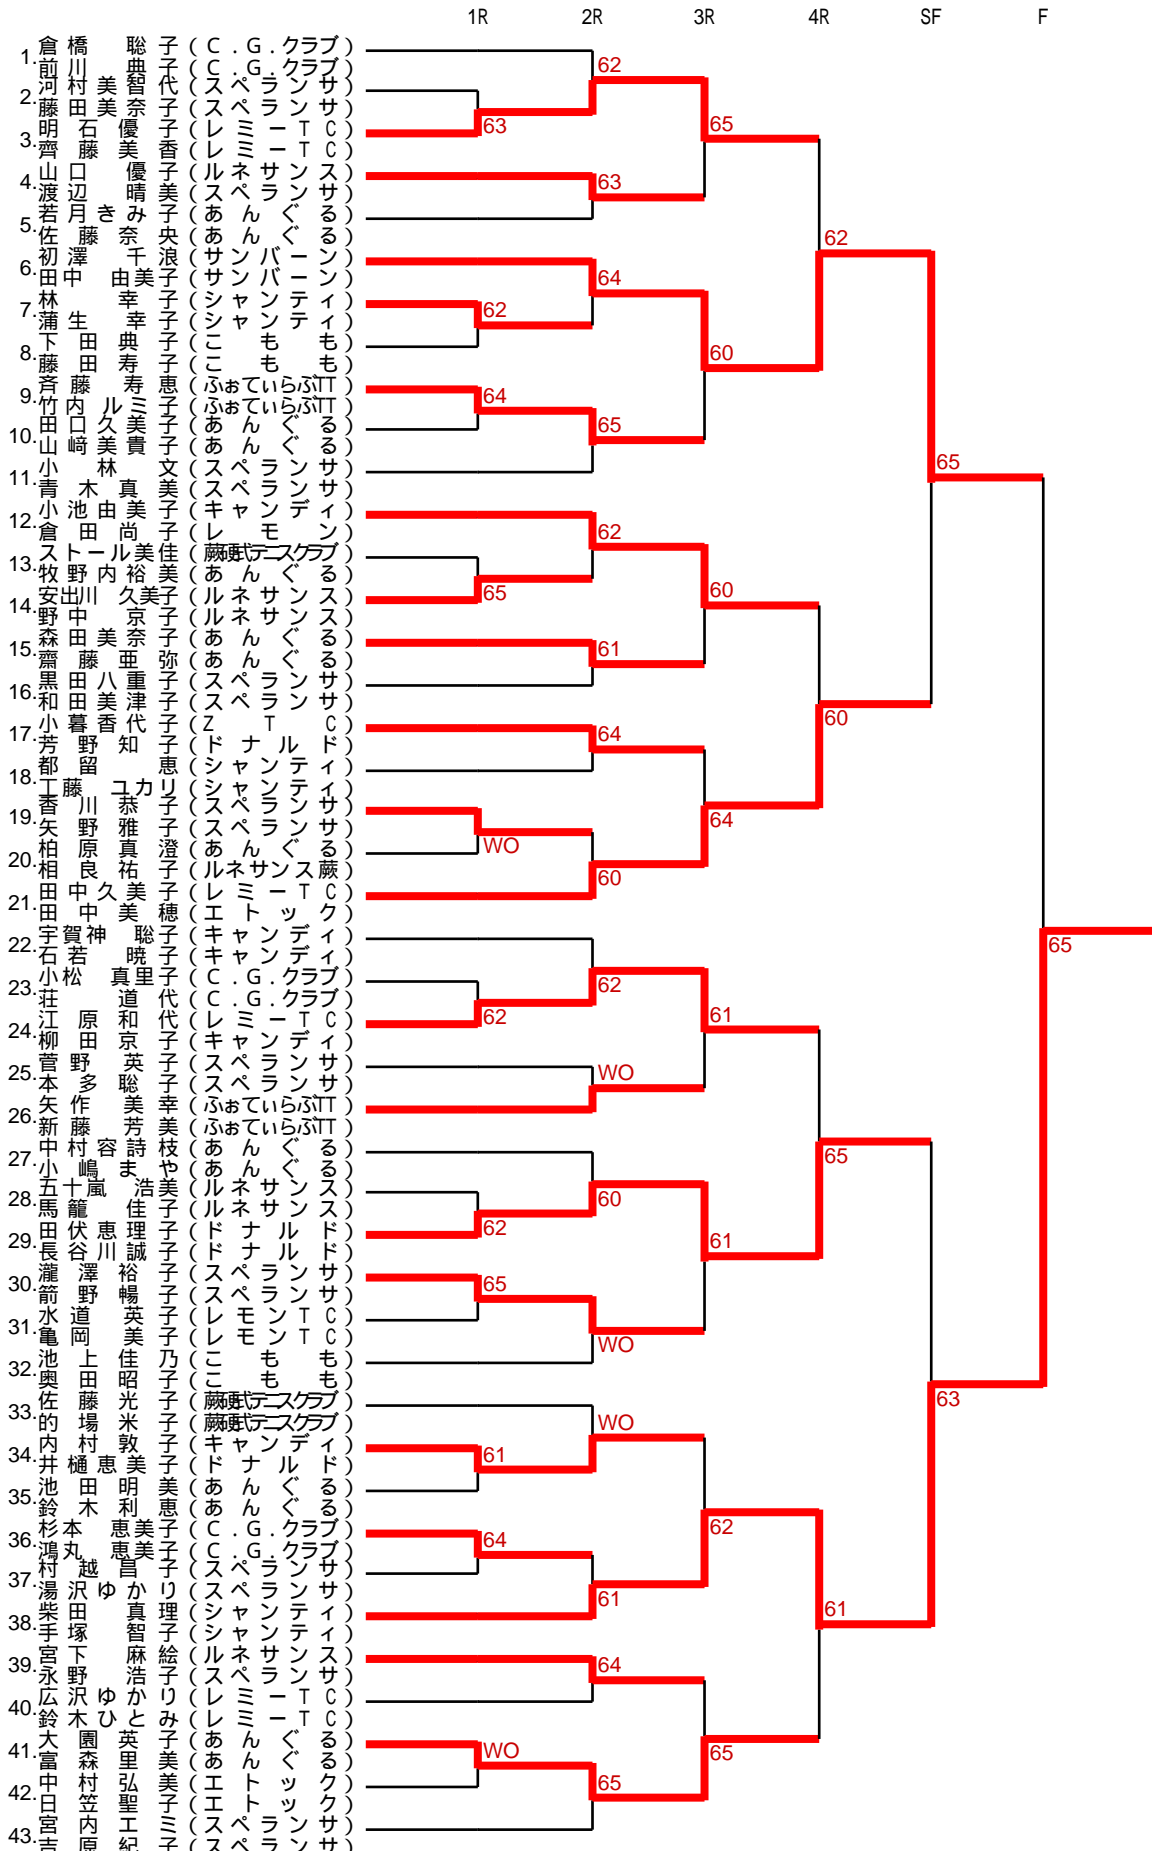 1R 2R 3R 4R SF F
1. 倉橋 聡子 (C.G.クラブ)
前川 典子 (C.G.クラブ)
62
2. 河村美智代 (スペランサ)
藤田美奈子 (スペランサ)
3. 明石優子 (レミーTC)
齊藤美香 (レミーTC)
63
65
4. 山口 優子 (ルネサンス)
渡辺 晴美 (スペランサ)
63
5. 若月きみ子 (あんぐる)
佐藤奈央 (あんぐる)
62
6. 初澤 千浪 (サンバーン)
田中 由美子 (サンバーン)
64
7. 林 幸子 (シャンティ)
蒲生 幸子 (シャンティ)
62
8. 下田典子 (こもも)
藤田寿子 (こもも)
60
9. 斉藤 寿恵 (ふぉてぃらぶTT)
竹内 ルミ子 (ふぉてぃらぶTT)
64
10. 田口久美子 (あんぐる)
山﨑美貴子 (あんぐる)
65
11. 小林 文 (スペランサ)
青木真美 (スペランサ)
65
12. 小池由美子 (キャンディ)
倉田尚子 (レモン)
62
13. ストール美佳 (蕨硬式テニスクラブ)
牧野内裕美 (あんぐる)
14. 安出川 久美子 (ルネサンス)
野中 京子 (ルネサンス)
65
60
15. 森田美奈子 (あんぐる)
齋藤亜弥 (あんぐる)
61
16. 黒田八重子 (スペランサ)
和田美津子 (スペランサ)
60
17. 小暮香代子 (ZTC)
芳野知子 (ドナルド)
64
18. 都留 恵 (シャンティ)
工藤 ユカリ (シャンティ)
19. 香川恭子 (スペランサ)
矢野雅子 (スペランサ)
64
20. 柏原真澄 (あんぐる)
相良祐子 (ルネサンス蕨)
WO
21. 田中久美子 (レミーTC)
田中美穂 (エトック)
60
22. 宇賀神 聡子 (キャンディ)
石若 暁子 (キャンディ)
65
23. 小松 真里子 (C.G.クラブ)
荘 道代 (C.G.クラブ)
62
24. 江原和代 (レミーTC)
柳田京子 (キャンディ)
62
61
25. 菅野 英子 (スペランサ)
本多聡子 (スペランサ)
WO
26. 矢作 美幸 (ふぉてぃらぶTT)
新藤 芳美 (ふぉてぃらぶTT)
27. 中村容詩枝 (あんぐる)
小嶋まや (あんぐる)
65
28. 五十嵐 浩美 (ルネサンス)
馬籠 佳子 (ルネサンス)
60
29. 田伏恵理子 (ドナルド)
長谷川誠子 (ドナルド)
62
61
30. 瀧澤裕子 (スペランサ)
箭野暢子 (スペランサ)
65
31. 水道 英子 (レモンTC)
亀岡 美子 (レモンTC)
WO
32. 池上佳乃 (こもも)
奥田昭子 (こもも)
33. 佐藤光子 (蕨硬式テニスクラブ)
的場米子 (蕨硬式テニスクラブ)
WO
63
34. 内村敦子 (キャンディ)
井樋恵美子 (ドナルド)
61
35. 池田明美 (あんぐる)
鈴木利恵 (あんぐる)
36. 杉本 恵美子 (C.G.クラブ)
鴻丸 恵美子 (C.G.クラブ)
64
62
37. 村越昌子 (スペランサ)
湯沢ゆかり (スペランサ)
61
38. 柴田 真理 (シャンティ)
手塚 智子 (シャンティ)
61
39. 宮下 麻絵 (ルネサンス)
永野 浩子 (スペランサ)
64
40. 広沢ゆかり (レミーTC)
鈴木ひとみ (レミーTC)
41. 大園英子 (あんぐる)
富森里美 (あんぐる)
WO
65
42. 中村弘美 (エトック)
日笠聖子 (エトック)
65
43. 宮内エミ (スペランサ)
吉原紀子 (スペランサ)